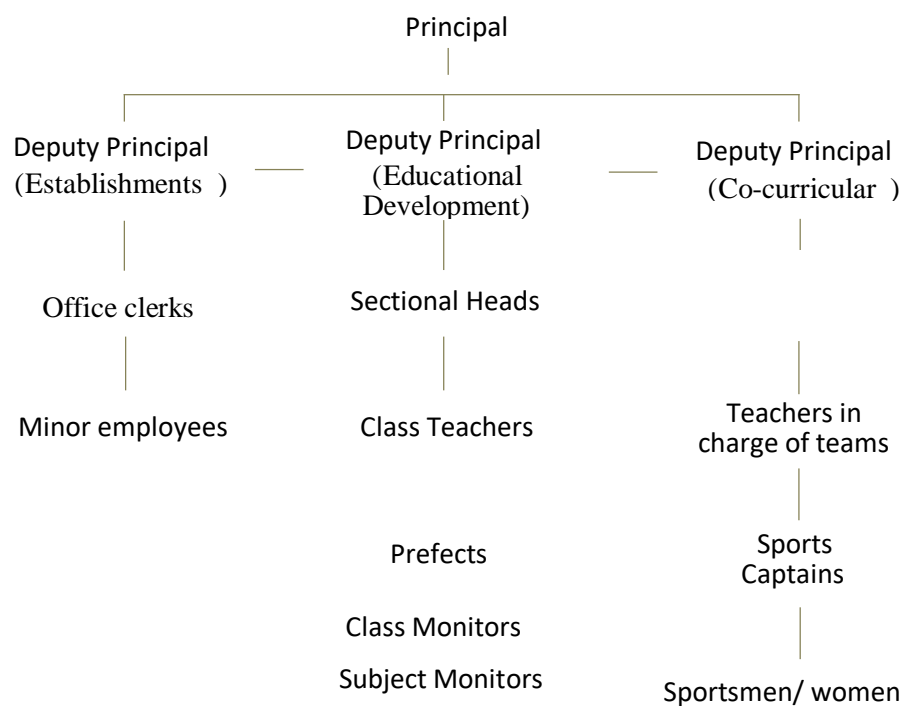 Principal
Deputy Principal
(Establishments )
Deputy Principal
(Educational
Development)
Deputy Principal
(Co-curricular )
Office clerks
Sectional Heads
Minor employees
Class Teachers
Teachers in
charge of teams
Prefects
Sports
Captains
Class Monitors
Subject Monitors
Sportsmen/ women